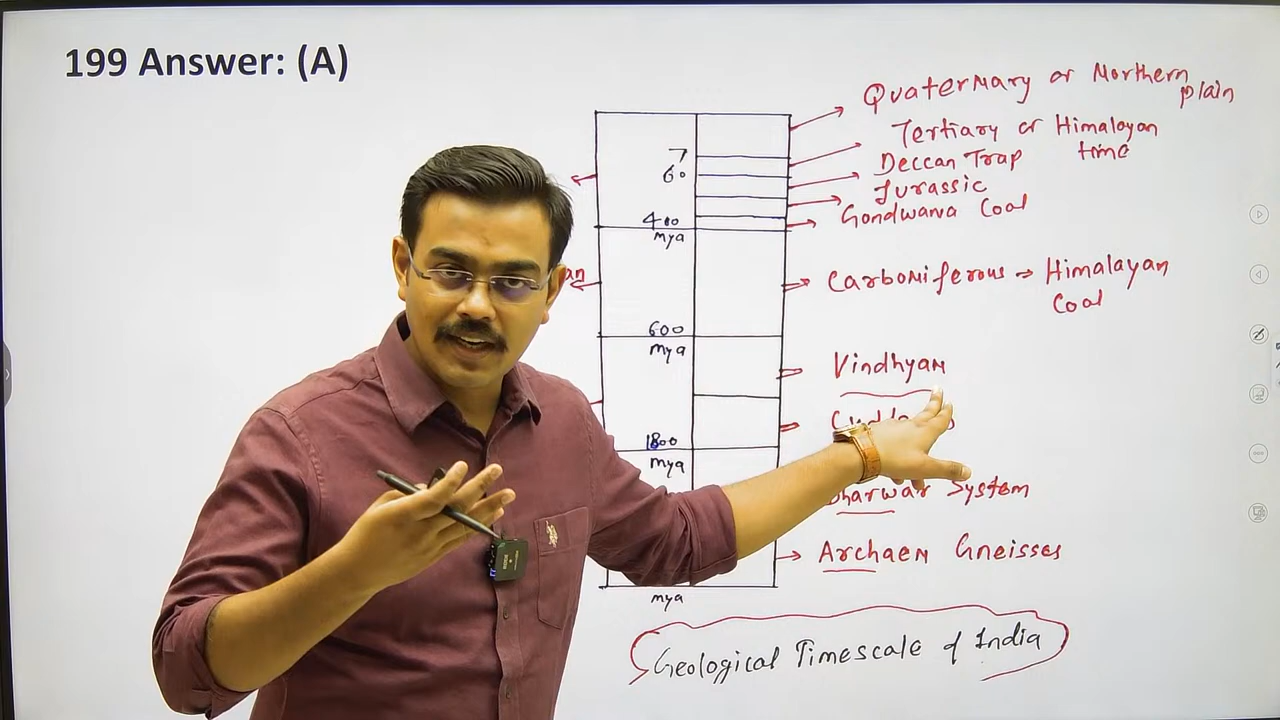 199 Answer: (A)
Quaternary or Northern
plain
Tertiary or Himalayan
time
Deccan Trap
Jurassic
Gondwana Coal
7
60
400
mya
Carboniferous → Himalayan
Coal
600
mya
Vindhyan
1800
mya
System
Archaen Gneisses
mya
Geological Timescale of India